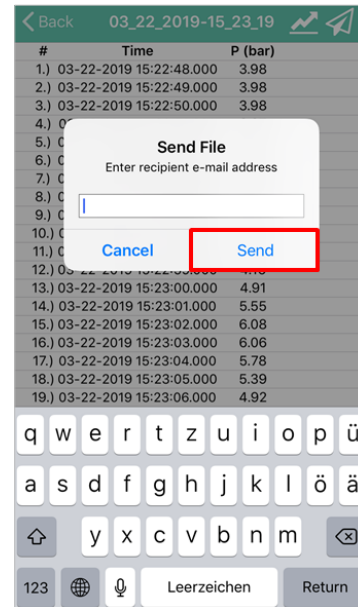 Back 03_22_2019-15_23_19
# Time P (bar)
1.) 03-22-2019 15:22:48.000 3.98
2.) 03-22-2019 15:22:49.000 3.98
3.) 03-22-2019 15:22:50.000 3.98
4.)
5.)
6.)
7.)
8.)
9.)
10.)
11.)
12.)
Send File
Enter recipient e-mail address
Cancel Send
13.) 03-22-2019 15:23:00.000 4.91
14.) 03-22-2019 15:23:01.000 5.55
15.) 03-22-2019 15:23:02.000 6.08
16.) 03-22-2019 15:23:03.000 6.06
17.) 03-22-2019 15:23:04.000 5.78
18.) 03-22-2019 15:23:05.000 5.39
19.) 03-22-2019 15:23:06.000 4.92
q w e r t z u i o p ü
a s d f g h j k l ö ä
y x c v b n m
123 Leerzeichen Return